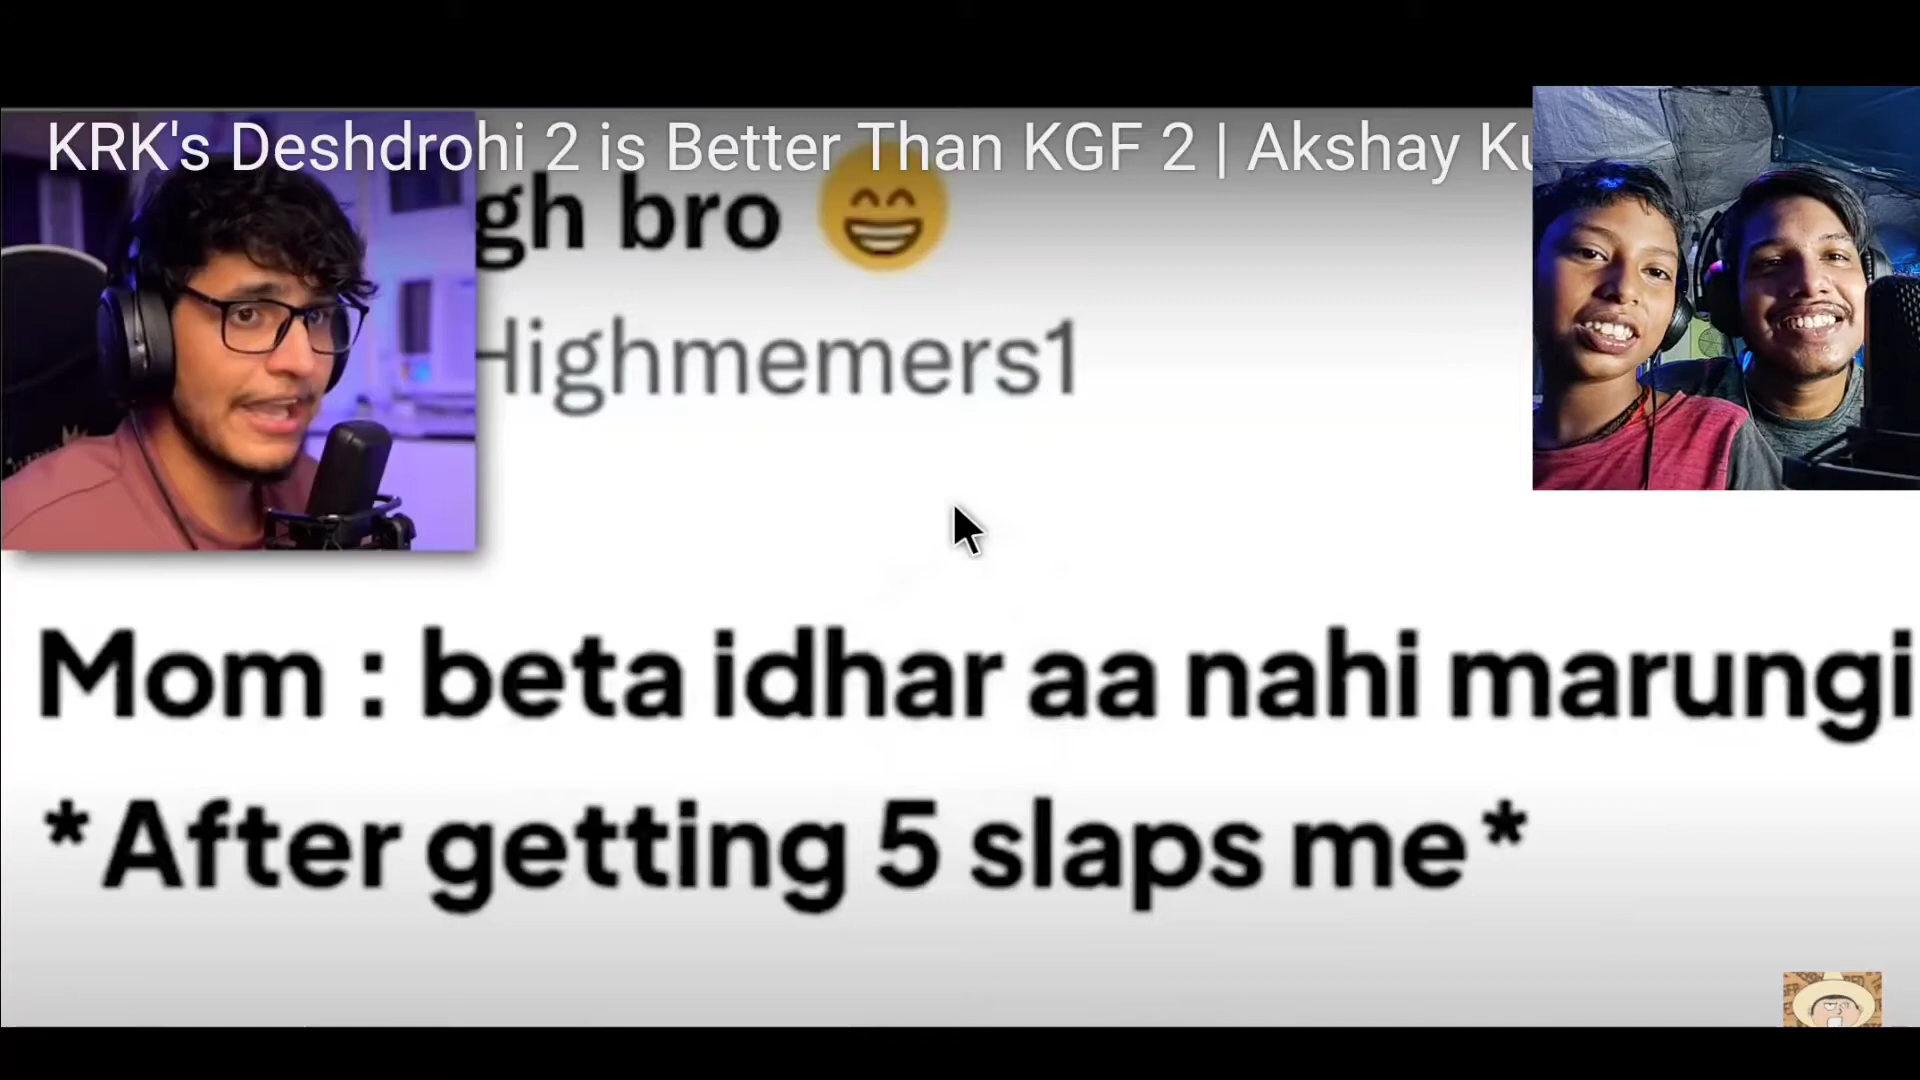 KRK's Deshdrohi 2 is Better Than KGF 2 | Akshay
gh bro
Highmemers1
Mom : beta idhar aa nahi marungi
*After getting 5 slaps me*